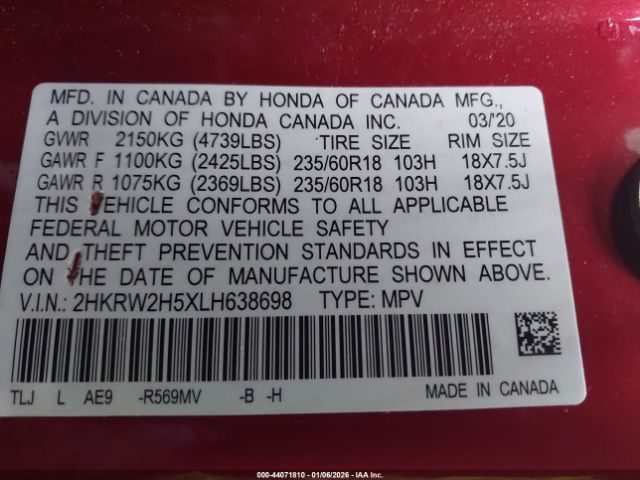 MFD. IN CANADA BY HONDA OF CANADA MFG.,
A DIVISION OF HONDA CANADA INC. 03/'20
GVWR 2150KG (4739LBS) TIRE SIZE RIM SIZE
GAWR F 1100KG (2425LBS) 235/60R18 103H 18X7.5J
GAWR R 1075KG (2369LBS) 235/60R18 103H 18X7.5J
THIS VEHICLE CONFORMS TO ALL APPLICABLE
FEDERAL MOTOR VEHICLE SAFETY
AND THEFT PREVENTION STANDARDS IN EFFECT
ON THE DATE OF MANUFACTURE SHOWN ABOVE.
V.I.N.: 2HKRW2H5XLH638698 TYPE: MPV
TLJ L AE9 -R569MV -B -H MADE IN CANADA
000-44071810 - 01/06/2026 - IAA Inc.